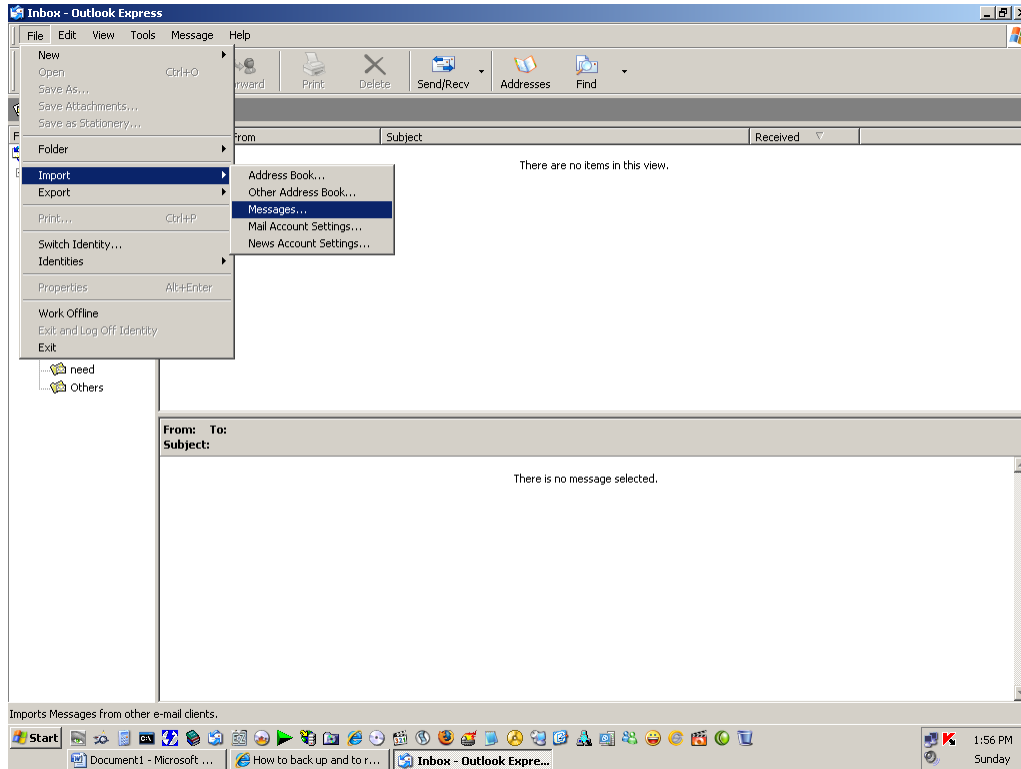 Inbox - Outlook Express
File Edit View Tools Message Help
rward Print Delete Send/Recv Addresses Find
New
Open Ctrl+O
Save As...
Save Attachments...
Save as Stationery...
Folder
Import
Export
Print... Ctrl+P
Switch Identity...
Identities
Properties Alt+Enter
Work Offline
Exit and Log Off Identity
Exit
Address Book...
Other Address Book...
Messages...
Mail Account Settings...
News Account Settings...
F
From Subject Received
There are no items in this view.
need
Others
From: To:
Subject:
There is no message selected.
Imports Messages from other e-mail clients.
Start
1:56 PM
Document1 - Microsoft ... How to back up and to r... Inbox - Outlook Expre...
Sunday